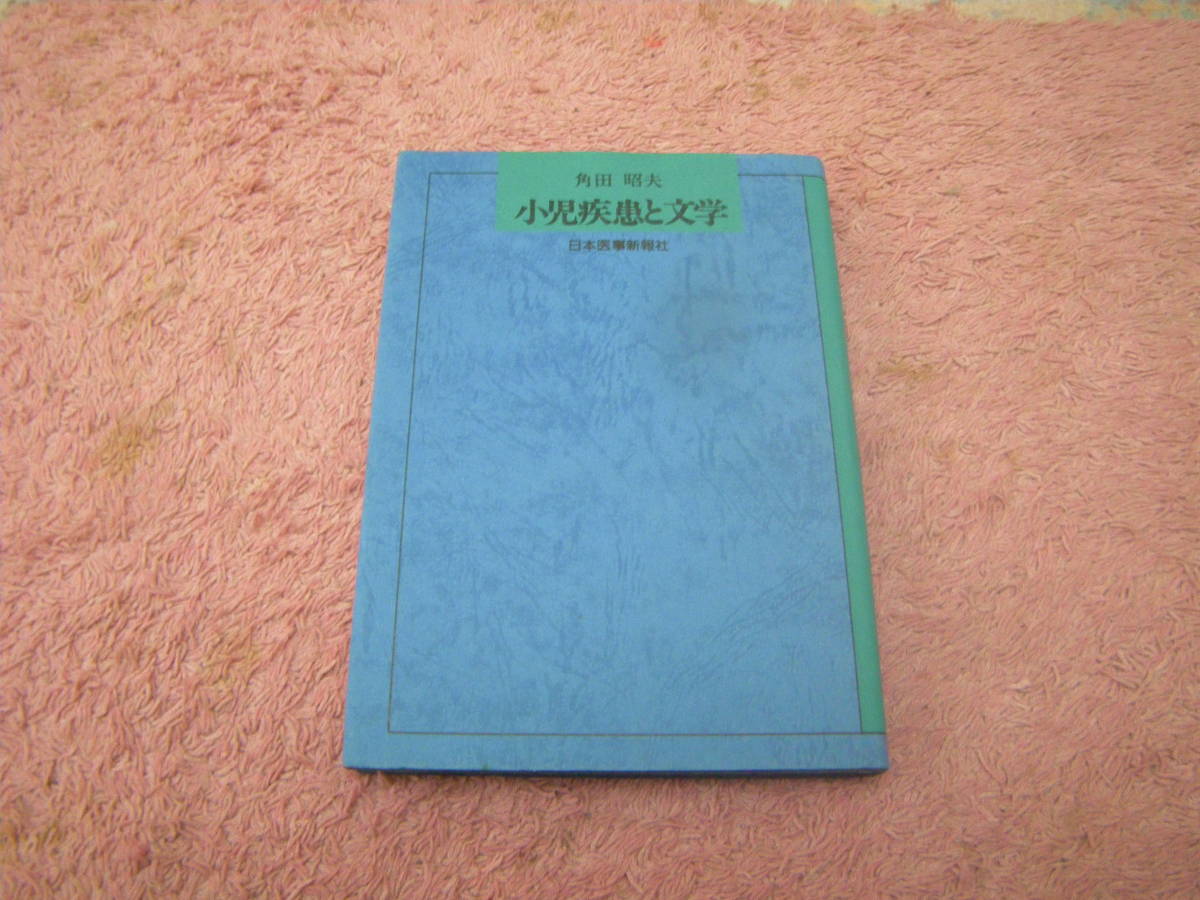 角田 昭夫
小児疾患と文学
日本医事新報社